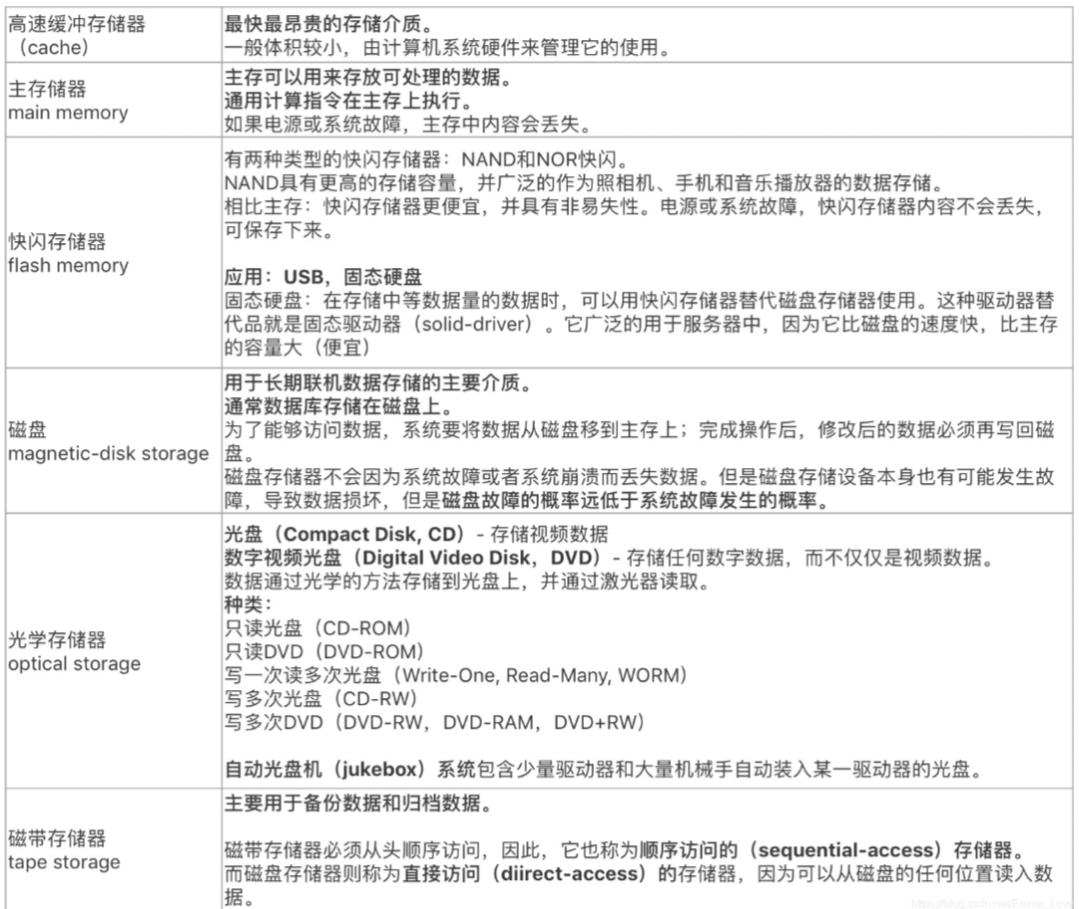 高速缓冲存储器
（cache）
最快最昂贵的存储介质。
一般体积较小，由计算机系统硬件来管理它的使用。
主存储器
main memory
主存可以用来存放可处理的数据。
通用计算指令在主存上执行。
如果电源或系统故障，主存中内容会丢失。
快闪存储器
flash memory
有两种类型的快闪存储器：NAND和NOR快闪。
NAND具有更高的存储容量，并广泛的作为照相机、手机和音乐播放器的数据存储。
相比主存：快闪存储器更便宜，并具有非易失性。电源或系统故障，快闪存储器内容不会丢失，
可保存下来。
应用：USB，固态硬盘
固态硬盘：在存储中等数据量的数据时，可以用快闪存储器替代磁盘存储器使用。这种驱动器替
代品就是固态驱动器（solid-driver）。它广泛的用于服务器中，因为它比磁盘的速度快，比主存
的容量大（便宜）
磁盘
magnetic-disk storage
用于长期联机数据存储的主要介质。
通常数据库存储在磁盘上。
为了能够访问数据，系统要将数据从磁盘移到主存上；完成操作后，修改后的数据必须再写回磁
盘。
磁盘存储器不会因为系统故障或者系统崩溃而丢失数据。但是磁盘存储设备本身也有可能发生故
障，导致数据损坏，但是磁盘故障的概率远低于系统故障发生的概率。
光学存储器
optical storage
光盘（Compact Disk, CD）- 存储视频数据
数字视频光盘（Digital Video Disk，DVD）- 存储任何数字数据，而不仅仅是视频数据。
数据通过光学的方法存储到光盘上，并通过激光器读取。
种类：
只读光盘（CD-ROM）
只读DVD（DVD-ROM）
写一次读多次光盘（Write-One, Read-Many, WORM）
写多次光盘（CD-RW）
写多次DVD（DVD-RW，DVD-RAM，DVD+RW）
自动光盘机（jukebox）系统包含少量驱动器和大量机械手自动装入某一驱动器的光盘。
磁带存储器
tape storage
主要用于备份数据和归档数据。
磁带存储器必须从头顺序访问，因此，它也称为顺序访问的（sequential-access）存储器。
而磁盘存储器则称为直接访问（diirect-access）的存储器，因为可以从磁盘的任何位置读入数
据。
https://blog.csdn.net/Emme_Love